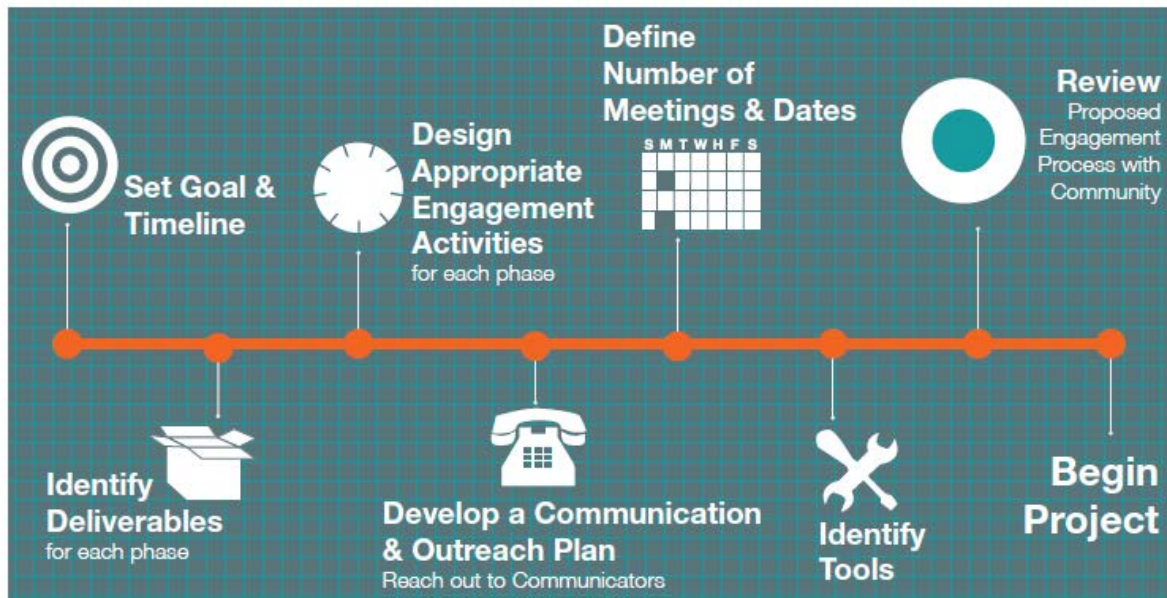 Set Goal &
Timeline
Identify
Deliverables
for each phase
Design
Appropriate
Engagement
Activities
for each phase
Develop a Communication
& Outreach Plan
Reach out to Communicators
Define
Number of
Meetings & Dates
S M T W H F S
Identify
Tools
Review
Proposed
Engagement
Process with
Community
Begin
Project